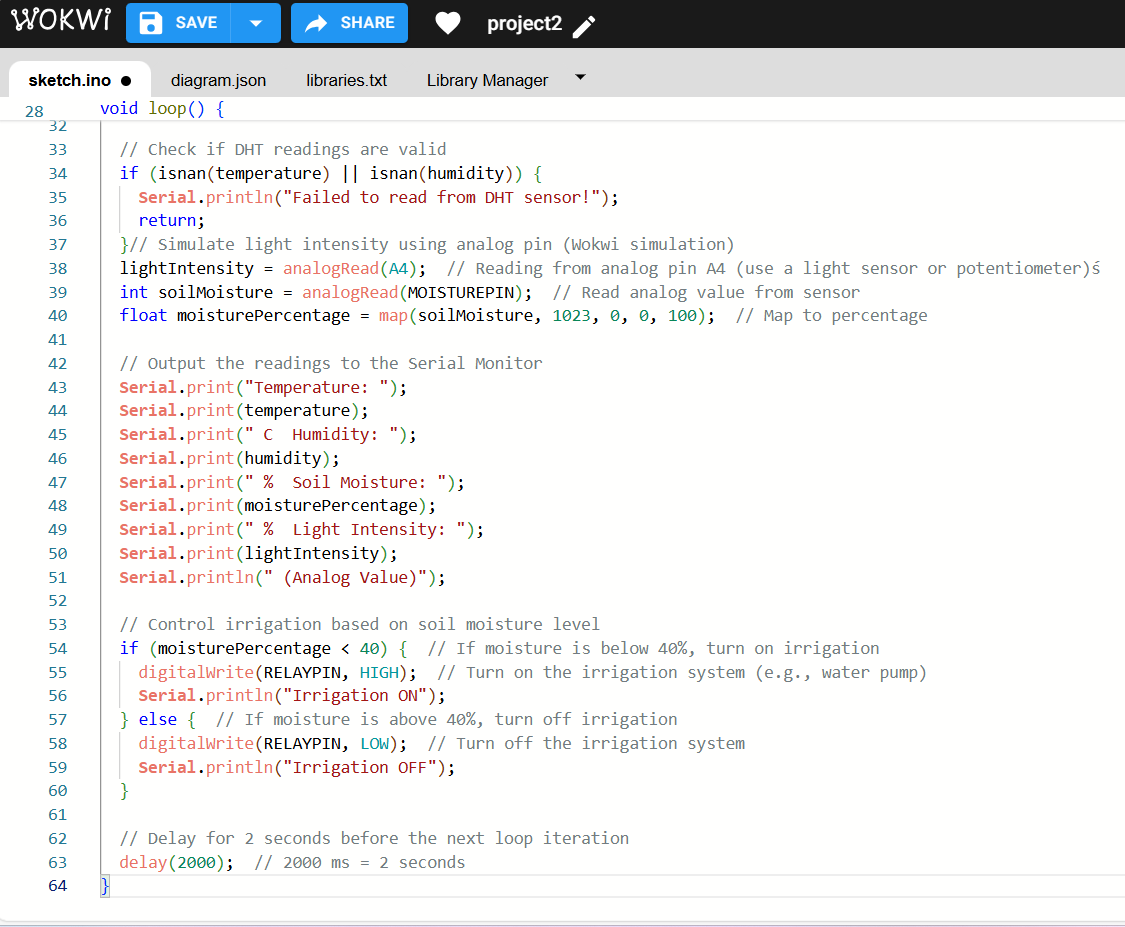 WOKWI SAVE SHARE project2
sketch.ino diagram.json libraries.txt Library Manager
28 void loop() {
32
33 // Check if DHT readings are valid
34 if (isnan(temperature) || isnan(humidity)) {
35 Serial.println("Failed to read from DHT sensor!");
36 return;
37 }// Simulate light intensity using analog pin (Wokwi simulation)
38 lightIntensity = analogRead(A4);  // Reading from analog pin A4 (use a light sensor or potentiometer)ś
39 int soilMoisture = analogRead(MOISTUREPIN);  // Read analog value from sensor
40 float moisturePercentage = map(soilMoisture, 1023, 0, 0, 100);  // Map to percentage
41
42 // Output the readings to the Serial Monitor
43 Serial.print("Temperature: ");
44 Serial.print(temperature);
45 Serial.print(" C  Humidity: ");
46 Serial.print(humidity);
47 Serial.print(" %  Soil Moisture: ");
48 Serial.print(moisturePercentage);
49 Serial.print(" %  Light Intensity: ");
50 Serial.print(lightIntensity);
51 Serial.println(" (Analog Value)");
52
53 // Control irrigation based on soil moisture level
54 if (moisturePercentage < 40) {  // If moisture is below 40%, turn on irrigation
55 digitalWrite(RELAYPIN, HIGH);  // Turn on the irrigation system (e.g., water pump)
56 Serial.println("Irrigation ON");
57 } else {  // If moisture is above 40%, turn off irrigation
58 digitalWrite(RELAYPIN, LOW);  // Turn off the irrigation system
59 Serial.println("Irrigation OFF");
60 }
61
62 // Delay for 2 seconds before the next loop iteration
63 delay(2000);  // 2000 ms = 2 seconds
64 }